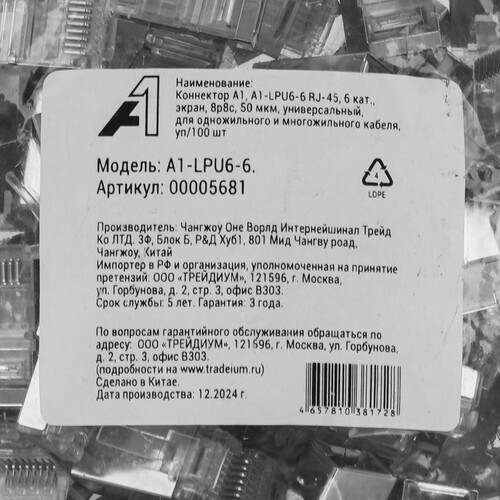 A1
Наименование:
Коннектор A1, A1-LPU6-6 RJ-45, 6 кат.,
экран, 8p8c, 50 мкм, универсальный,
для одножильного и многожильного кабеля,
уп/100 шт
Модель: A1-LPU6-6.
Артикул: 00005681
4
LDPE
Производитель: Чангжоу Оне Ворлд Интернейшинал Трейд
Ко ЛТД. 3Ф, Блок Б, Р&Д Хуб1, 801 Мид Чангву роад,
Чангжоу, Китай
Импортер в РФ и организация, уполномоченная на принятие
претензий: ООО «ТРЕЙДИУМ», 121596, г. Москва,
ул. Горбунова, д. 2, стр. 3, офис В303.
Срок службы: 5 лет. Гарантия: 3 года.
По вопросам гарантийного обслуживания обращаться по
адресу: ООО «ТРЕЙДИУМ», 121596, г. Москва, ул. Горбунова,
д. 2, стр. 3, офис В303.
(подробности на www.tradeium.ru)
Сделано в Китае.
Дата производства: 12.2024 г.
4 657810 381728